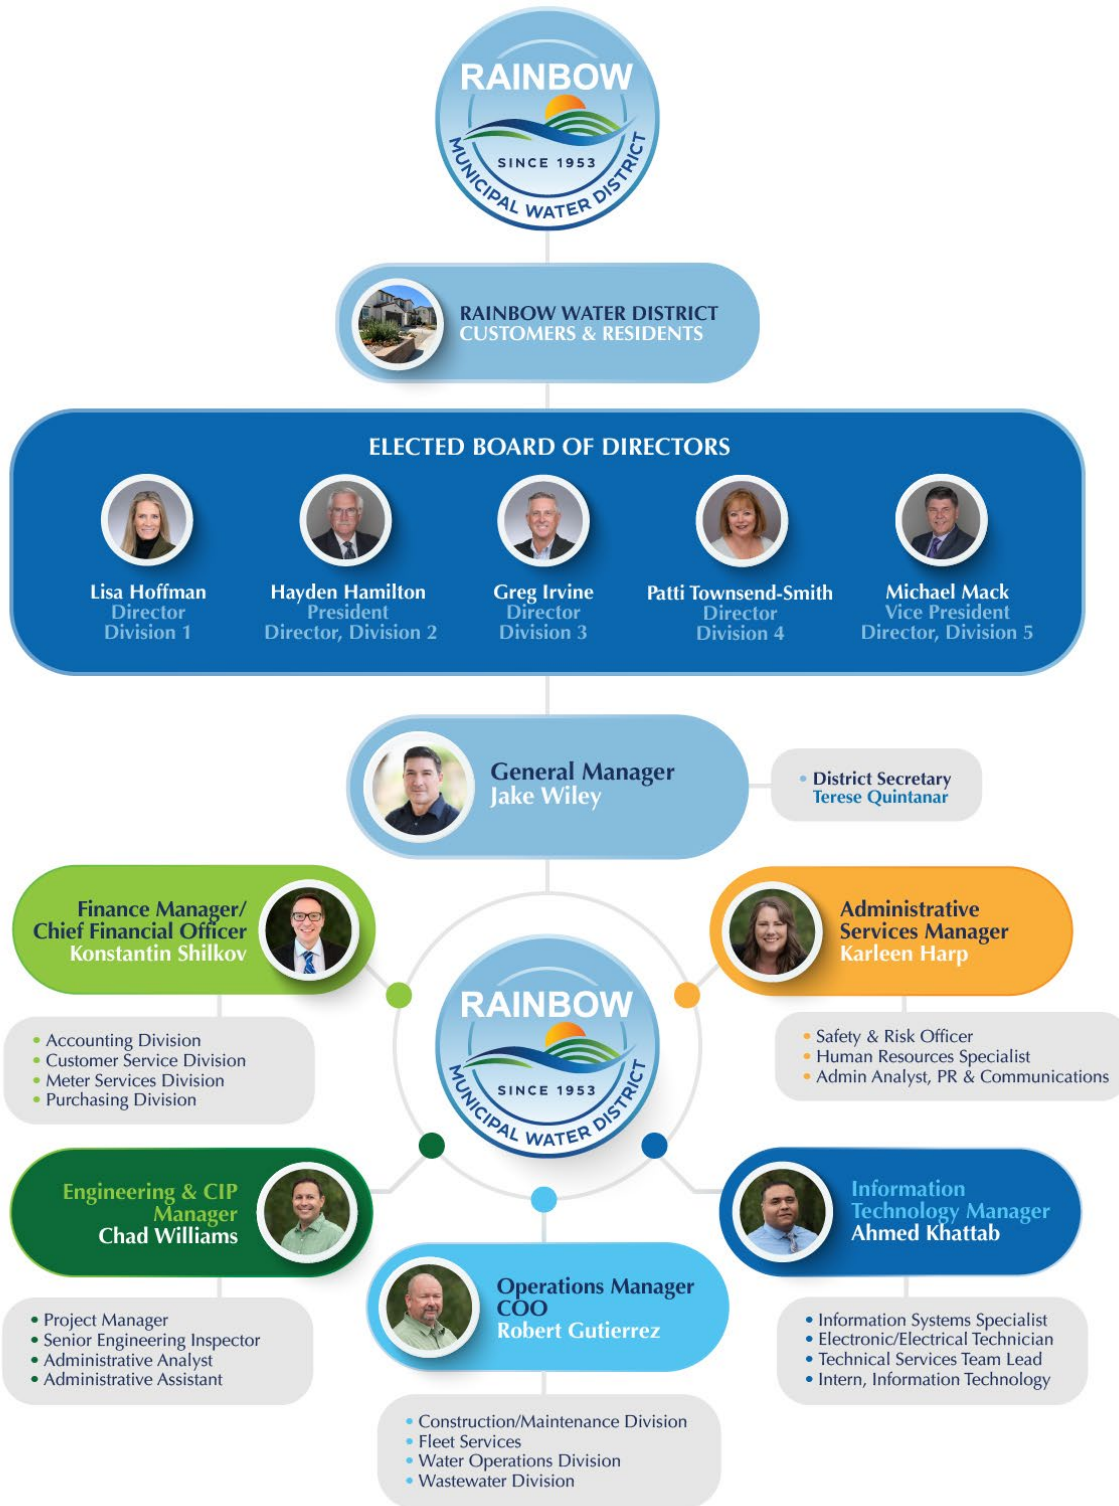 RAINBOW
SINCE 1953
MUNICIPAL WATER DISTRICT
RAINBOW WATER DISTRICT
CUSTOMERS & RESIDENTS
ELECTED BOARD OF DIRECTORS
Lisa Hoffman
Director
Division 1
Hayden Hamilton
President
Director, Division 2
Greg Irvine
Director
Division 3
Patti Townsend-Smith
Director
Division 4
Michael Mack
Vice President
Director, Division 5
General Manager
Jake Wiley
• District Secretary
Terese Quintanar
Finance Manager/
Chief Financial Officer
Konstantin Shilkov
• Accounting Division
• Customer Service Division
• Meter Services Division
• Purchasing Division
Administrative
Services Manager
Karleen Harp
• Safety & Risk Officer
• Human Resources Specialist
• Admin Analyst, PR & Communications
RAINBOW
SINCE 1953
MUNICIPAL WATER DISTRICT
Engineering & CIP
Manager
Chad Williams
• Project Manager
• Senior Engineering Inspector
• Administrative Analyst
• Administrative Assistant
Operations Manager
COO
Robert Gutierrez
• Construction/Maintenance Division
• Fleet Services
• Water Operations Division
• Wastewater Division
Information
Technology Manager
Ahmed Khattab
• Information Systems Specialist
• Electronic/Electrical Technician
• Technical Services Team Lead
• Intern, Information Technology